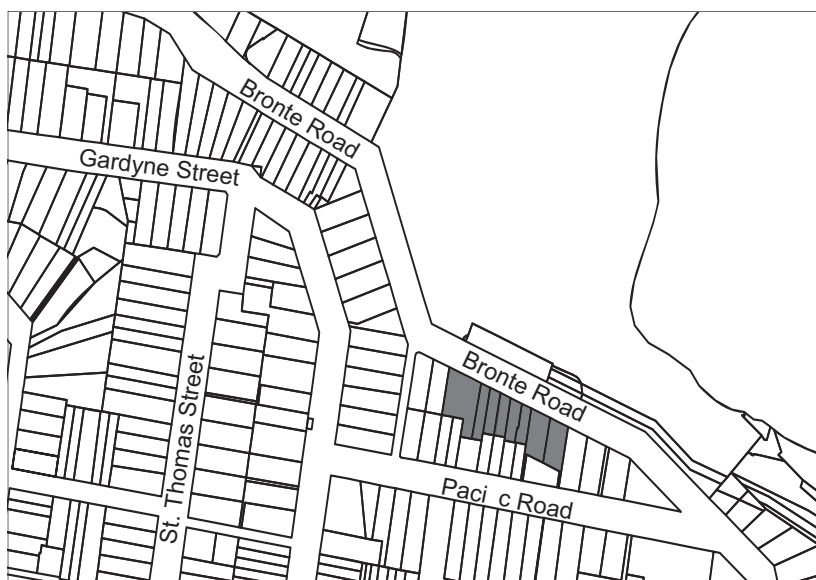 Bronte Road
Gardyne Street
Bronte Road
St. Thomas Street
Paci c Road